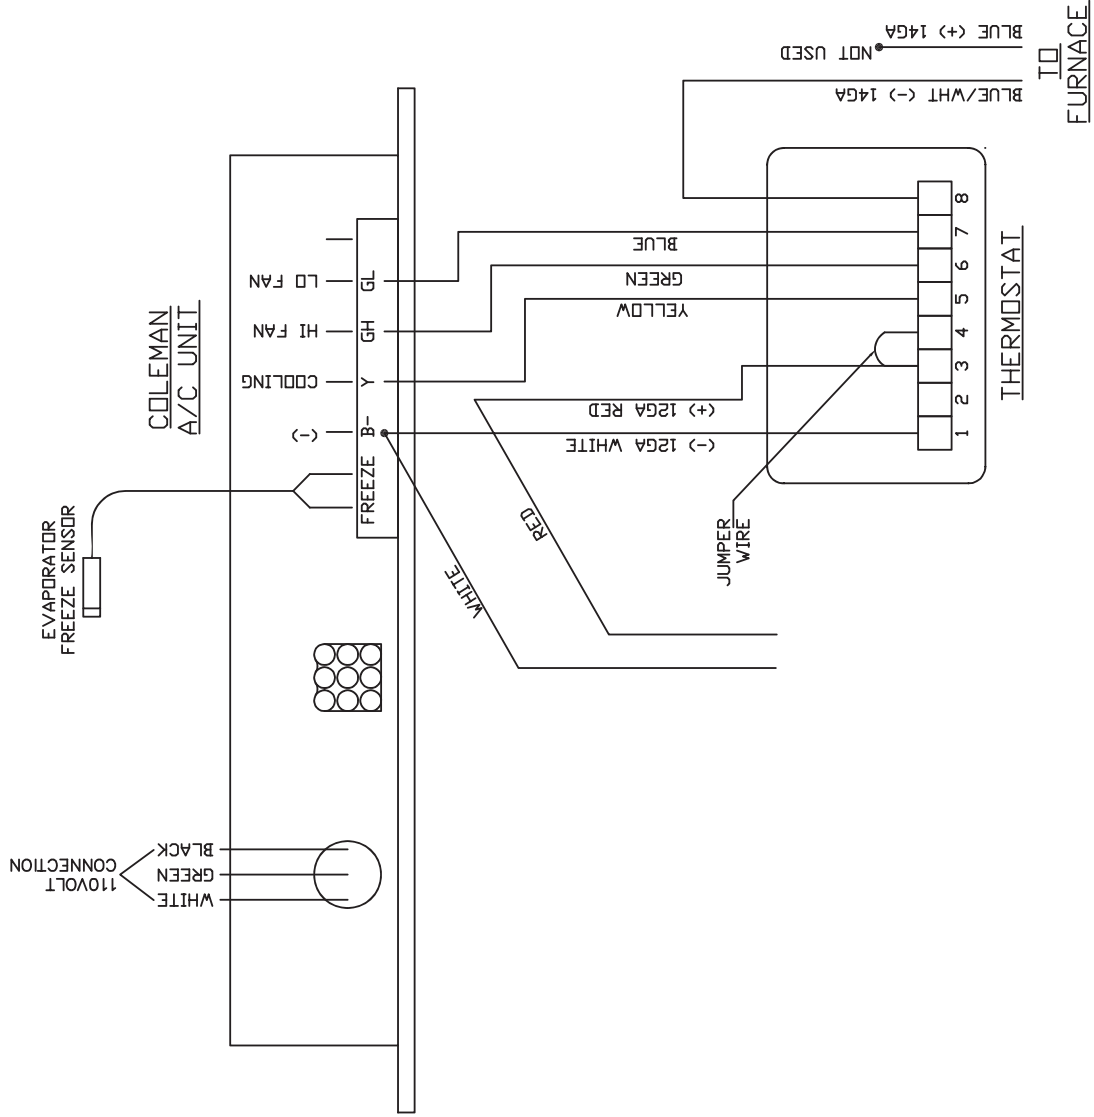 BLUE (+) 14GA
NOT USED
BLUE/WHT (-) 14GA
TO
FURNACE
COLEMAN
A/C UNIT
LO FAN
HI FAN
COOLING
(-)
GL
GH
Y
B-
FREEZE
BLUE
GREEN
YELLOW
(+) 12GA RED
(-) 12GA WHITE
8
7
6
5
4
3
2
1
THERMOSTAT
EVAPORATOR
FREEZE SENSOR
RED
WHITE
JUMPER
WIRE
110VOLT
CONNECTION
BLACK
GREEN
WHITE